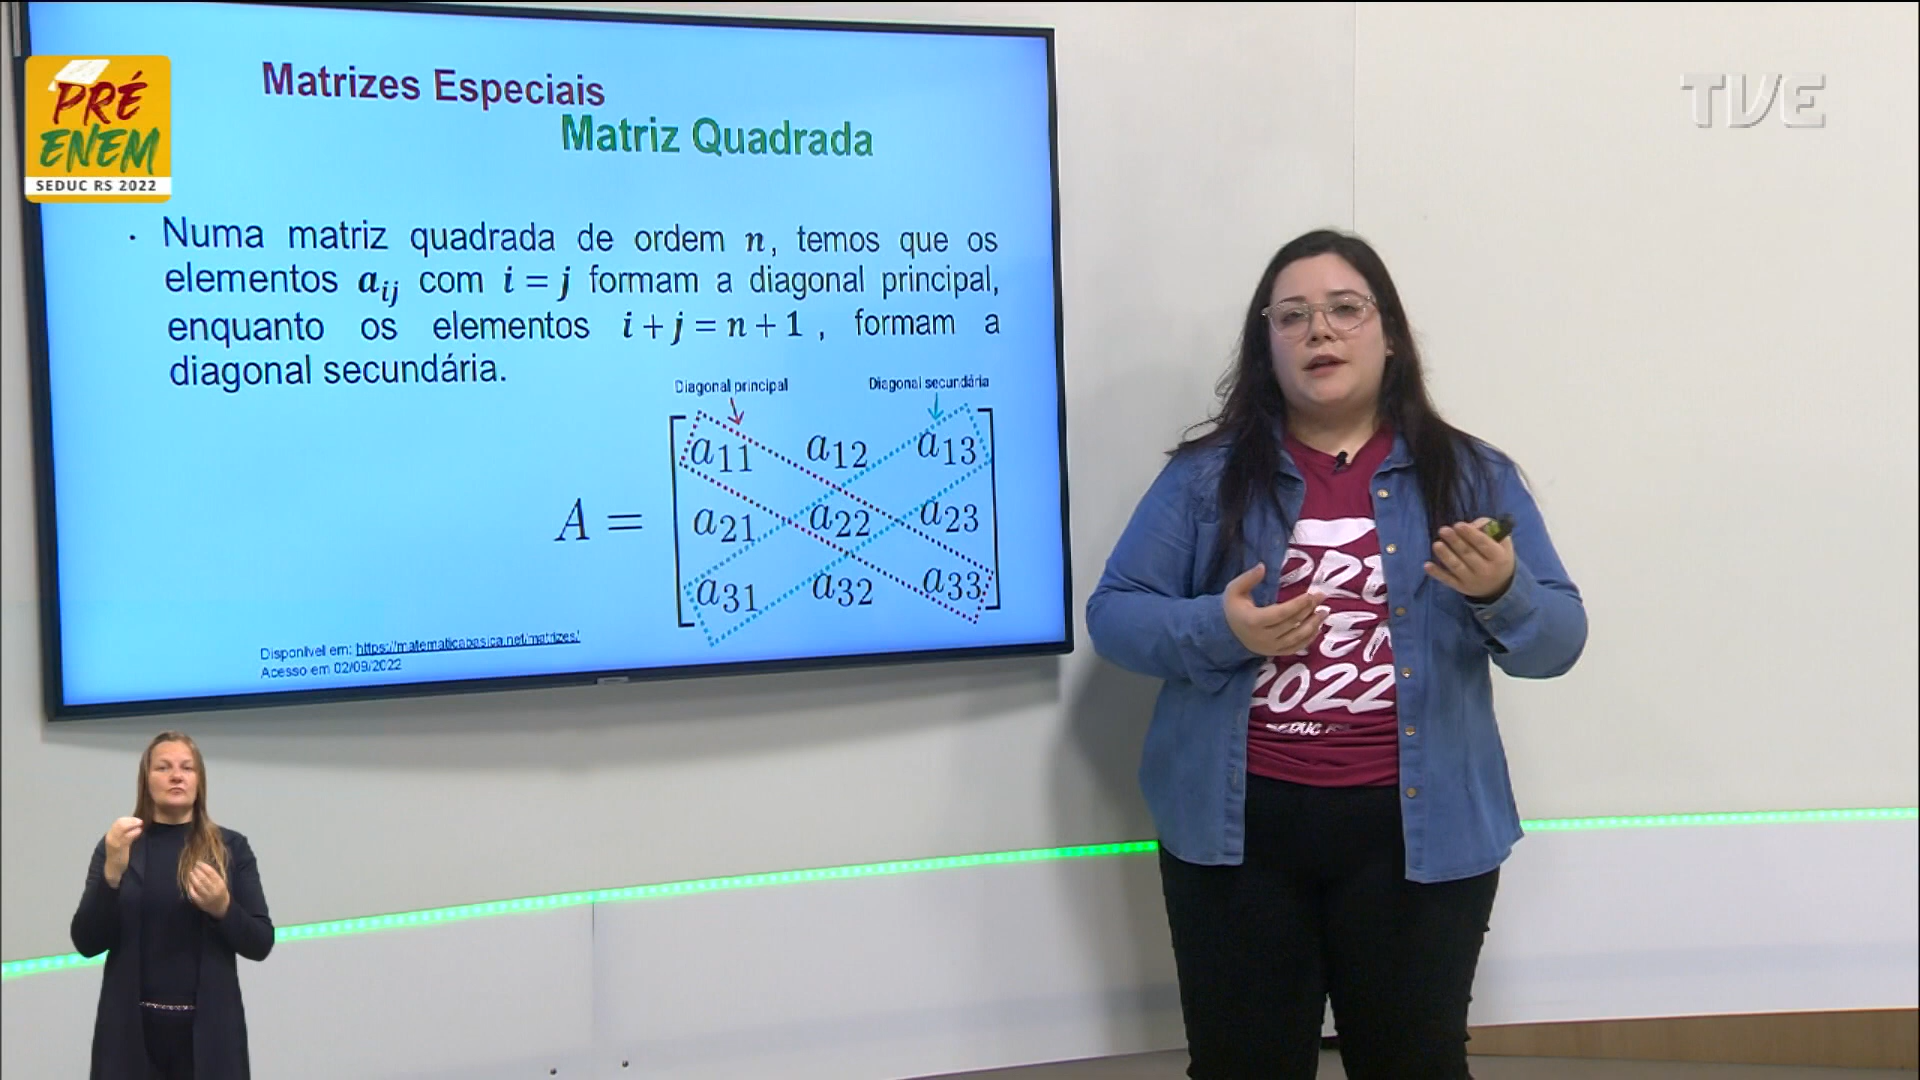 PRÉ
ENEM
SEDUC RS 2022
Matrizes Especiais
Matriz Quadrada
TVE
· Numa matriz quadrada de ordem n, temos que os
elementos aᵢⱼ com i = j formam a diagonal principal,
enquanto os elementos i + j = n + 1 , formam a
diagonal secundária.
Diagonal principal Diagonal secundária
a11 a12 a13
A = a21 a22 a23
a31 a32 a33
Disponível em: https://matematicabasica.net/matrizes/
Acesso em 02/09/2022
PRÉ
2022
SEDUC